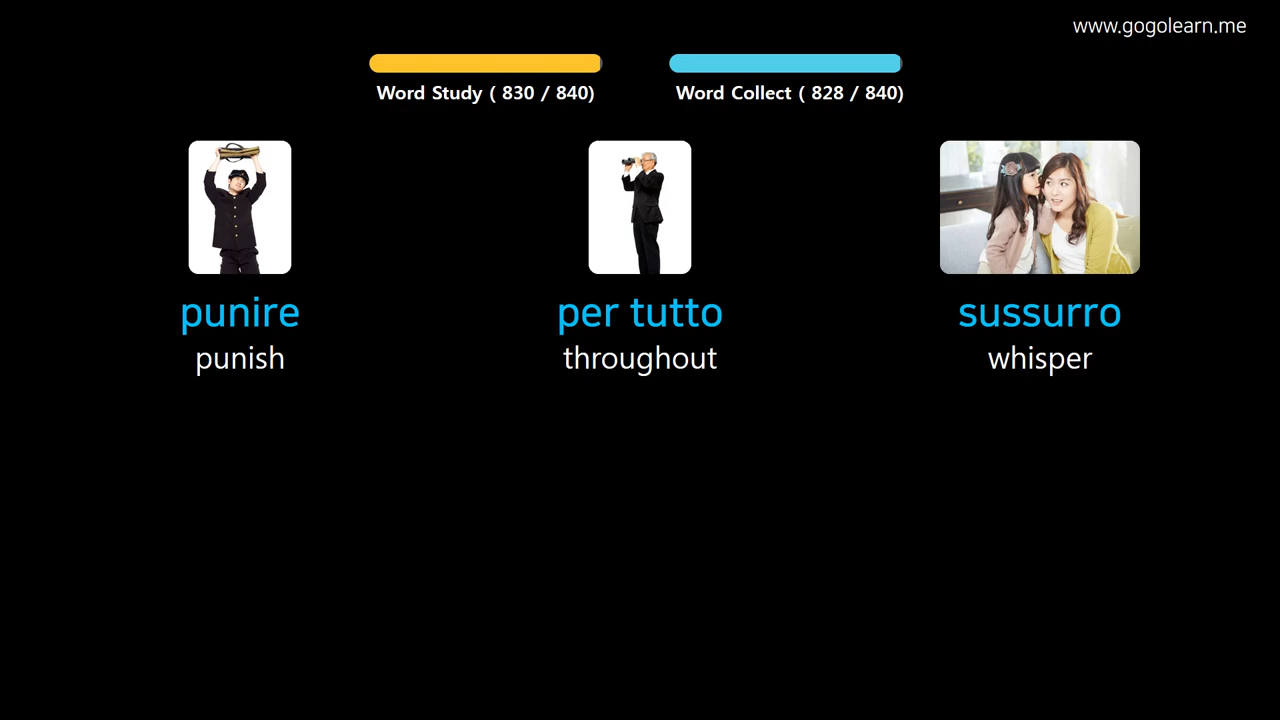 www.gogolearn.me
Word Study ( 830 / 840)
Word Collect ( 828 / 840)
punire
punish
per tutto
throughout
sussurro
whisper